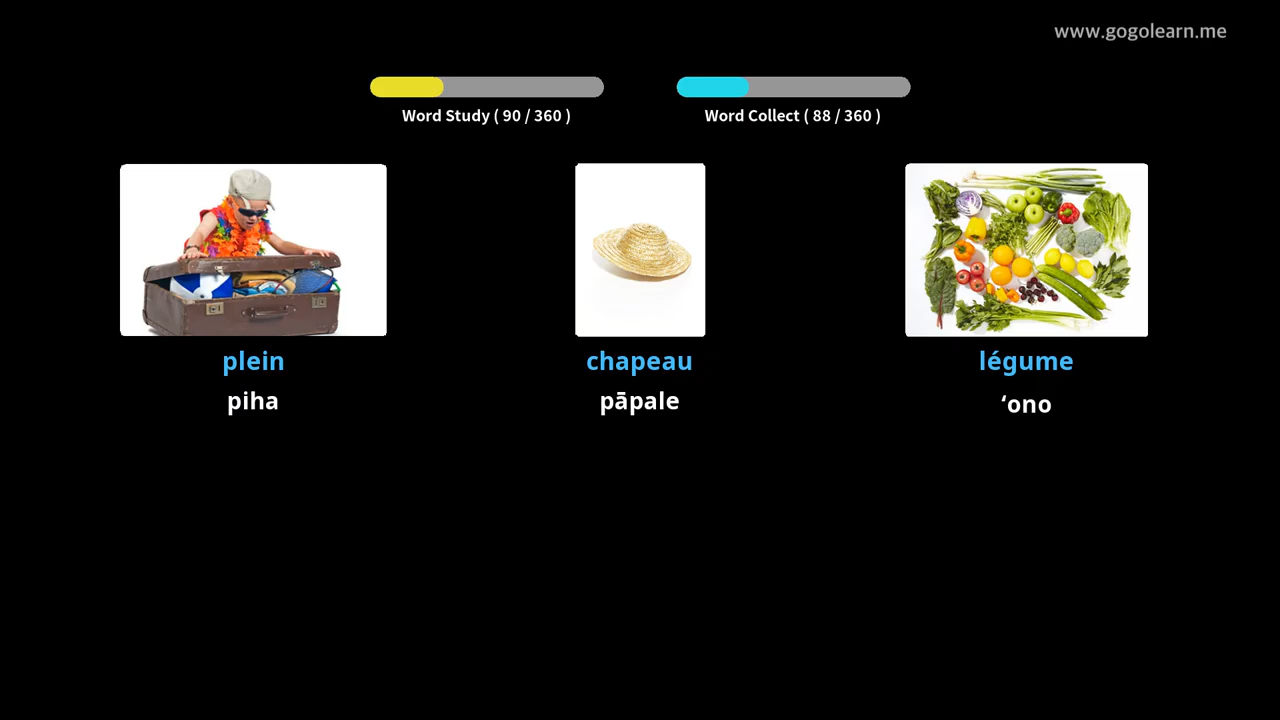 www.gogolearn.me
Word Study ( 90 / 360 )
Word Collect ( 88 / 360 )
plein
piha
chapeau
pāpale
légume
ʻono